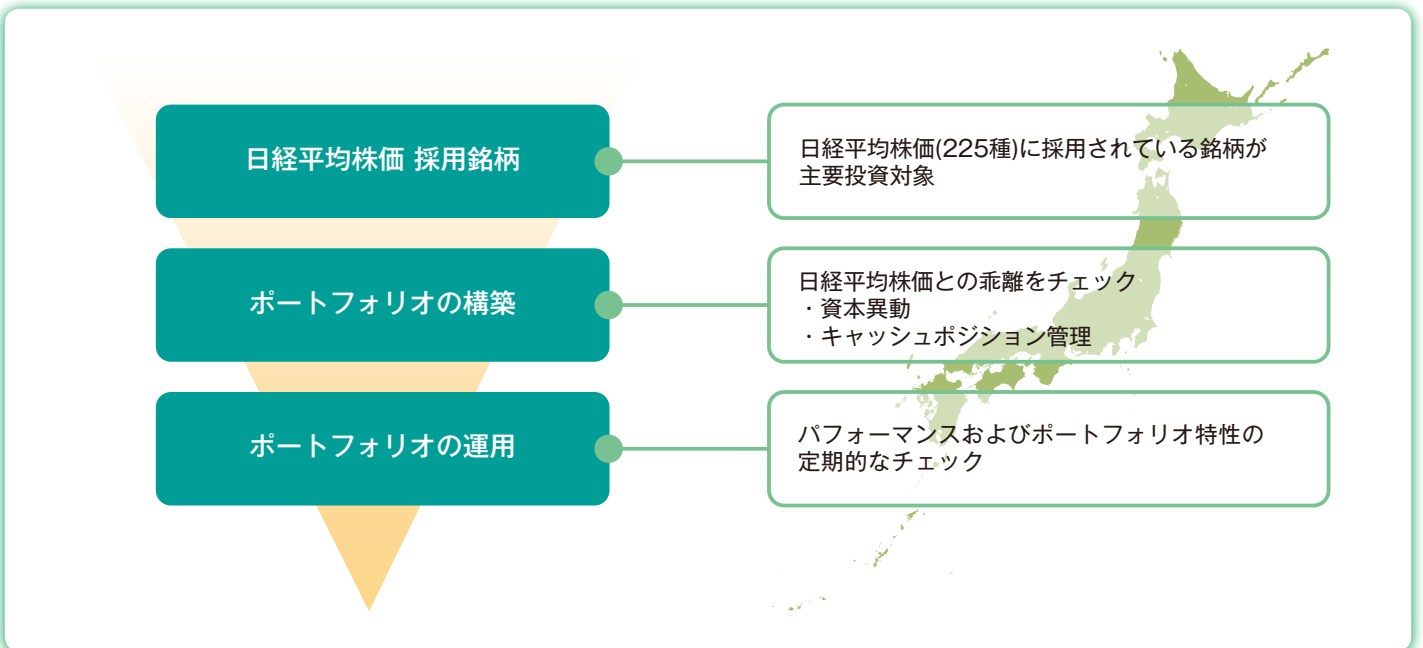 日経平均株価 採用銘柄
日経平均株価(225種)に採用されている銘柄が
主要投資対象
ポートフォリオの構築
日経平均株価との乖離をチェック
・資本異動
・キャッシュポジション管理
ポートフォリオの運用
パフォーマンスおよびポートフォリオ特性の
定期的なチェック